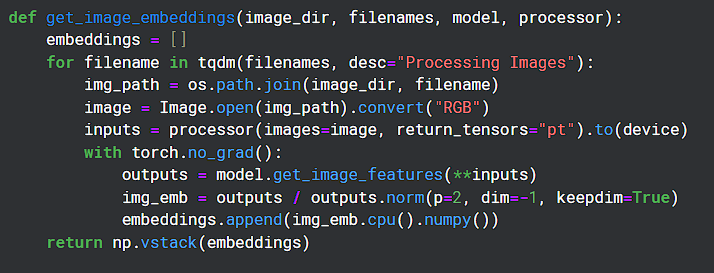 def get_image_embeddings(image_dir, filenames, model, processor):
    embeddings = []
    for filename in tqdm(filenames, desc="Processing Images"):
        img_path = os.path.join(image_dir, filename)
        image = Image.open(img_path).convert("RGB")
        inputs = processor(images=image, return_tensors="pt").to(device)
        with torch.no_grad():
            outputs = model.get_image_features(**inputs)
            img_emb = outputs / outputs.norm(p=2, dim=-1, keepdim=True)
            embeddings.append(img_emb.cpu().numpy())
    return np.vstack(embeddings)